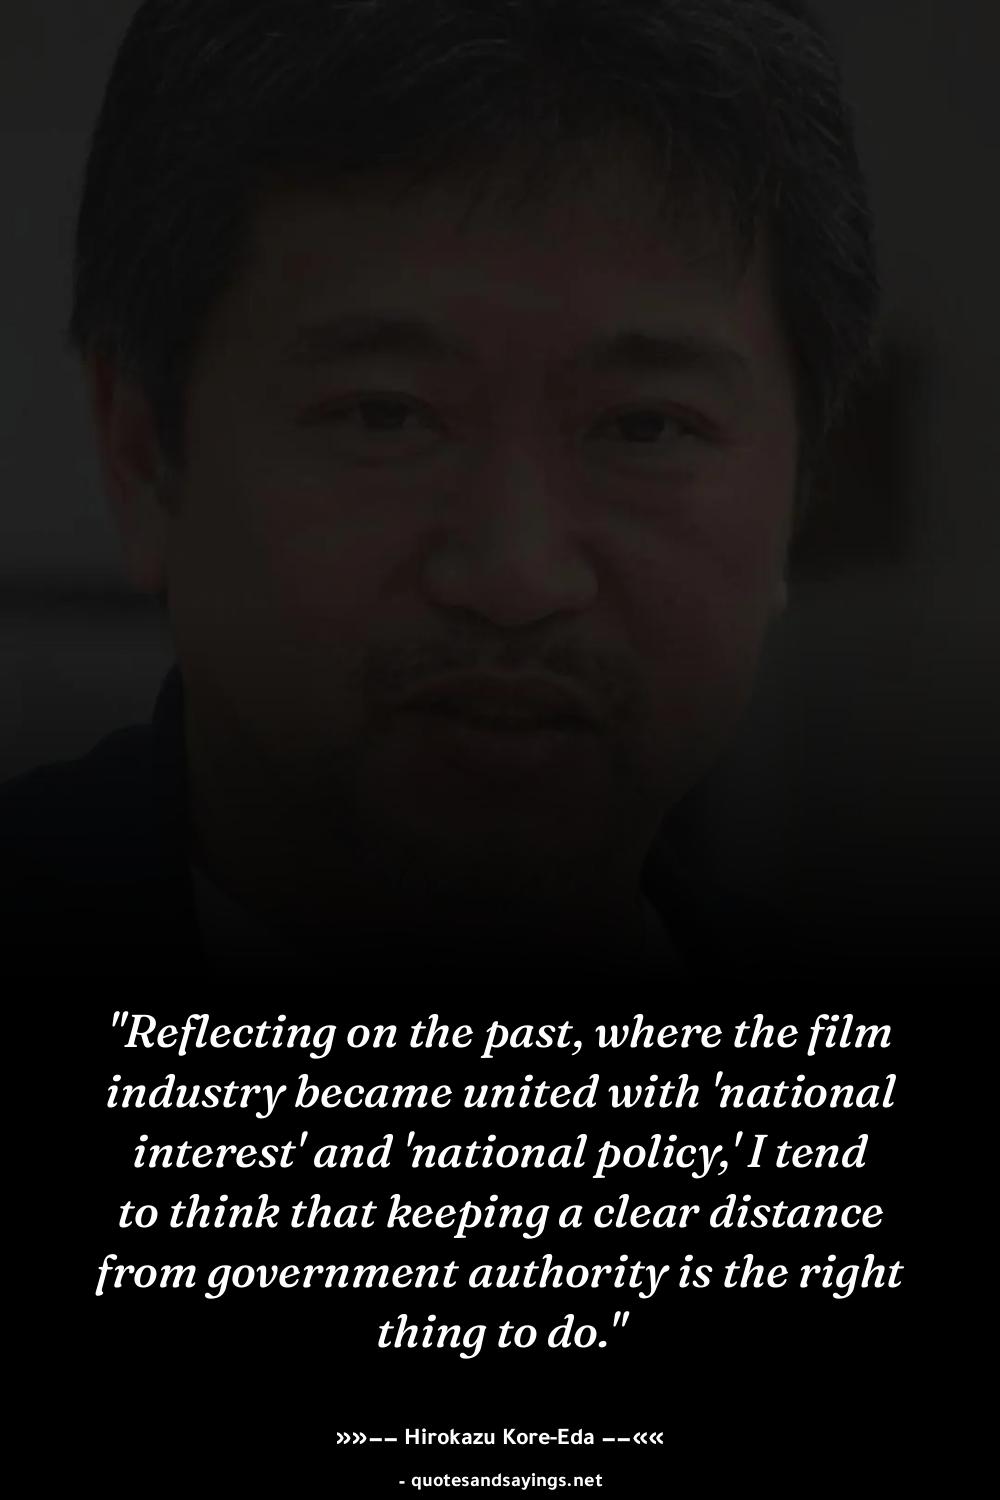 "Reflecting on the past, where the film
industry became united with 'national
interest' and 'national policy,' I tend
to think that keeping a clear distance
from government authority is the right
thing to do."
»»−− Hirokazu Kore-Eda −−««
- quotesandsayings.net